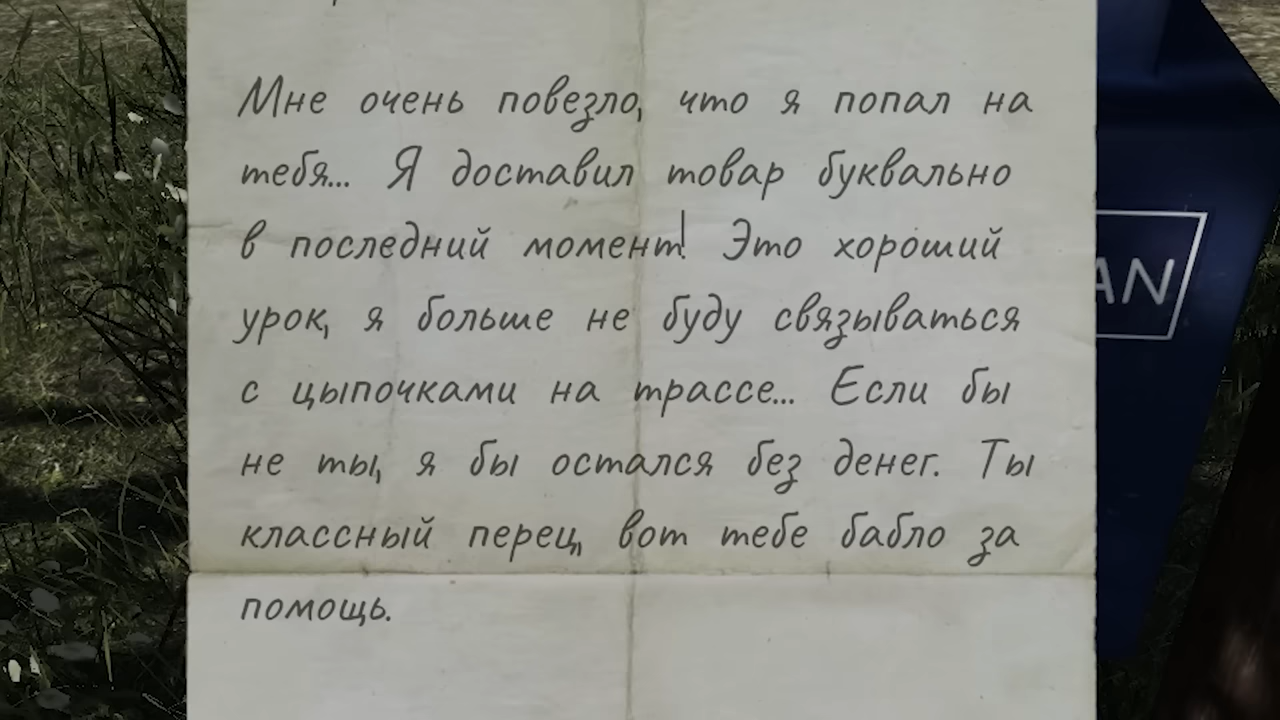 Мне очень повезло, что я попал на
тебя... Я доставил товар буквально
в последний момент! Это хороший
урок, я больше не буду связываться
с цыпочками на трассе... Если бы
не ты, я бы остался без денег. Ты
классный перец, вот тебе бабло за
помощь.
AN